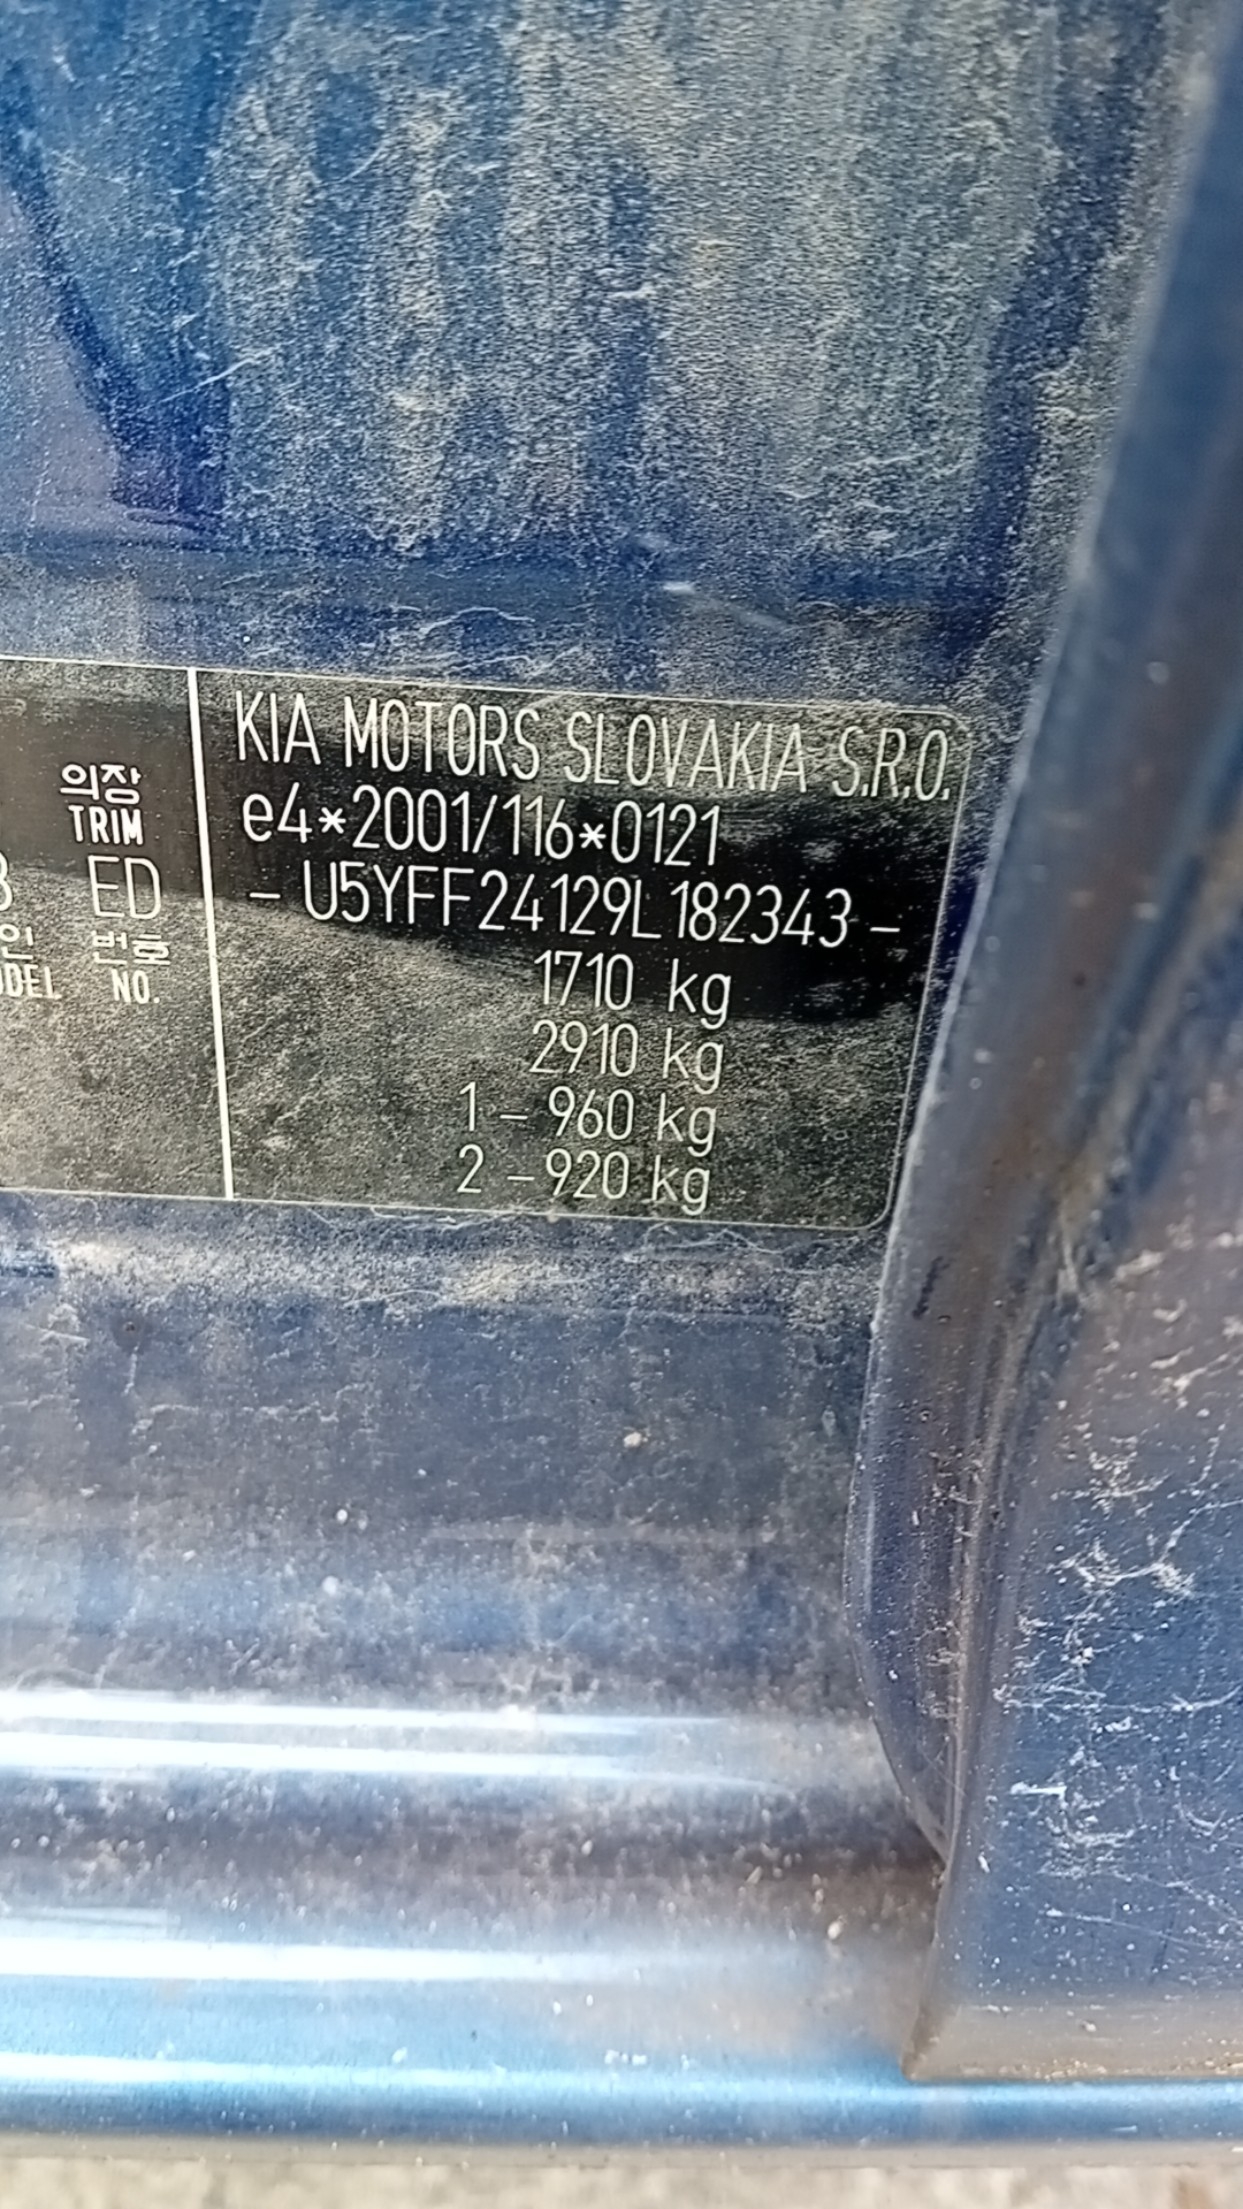 KIA MOTORS SLOVAKIA S.R.O.
의장
TRIM
e4*2001/116*0121
ED
- U5YFF24129L182343 -
번호
NO.
1710 kg
2910 kg
1 - 960 kg
2 - 920 kg